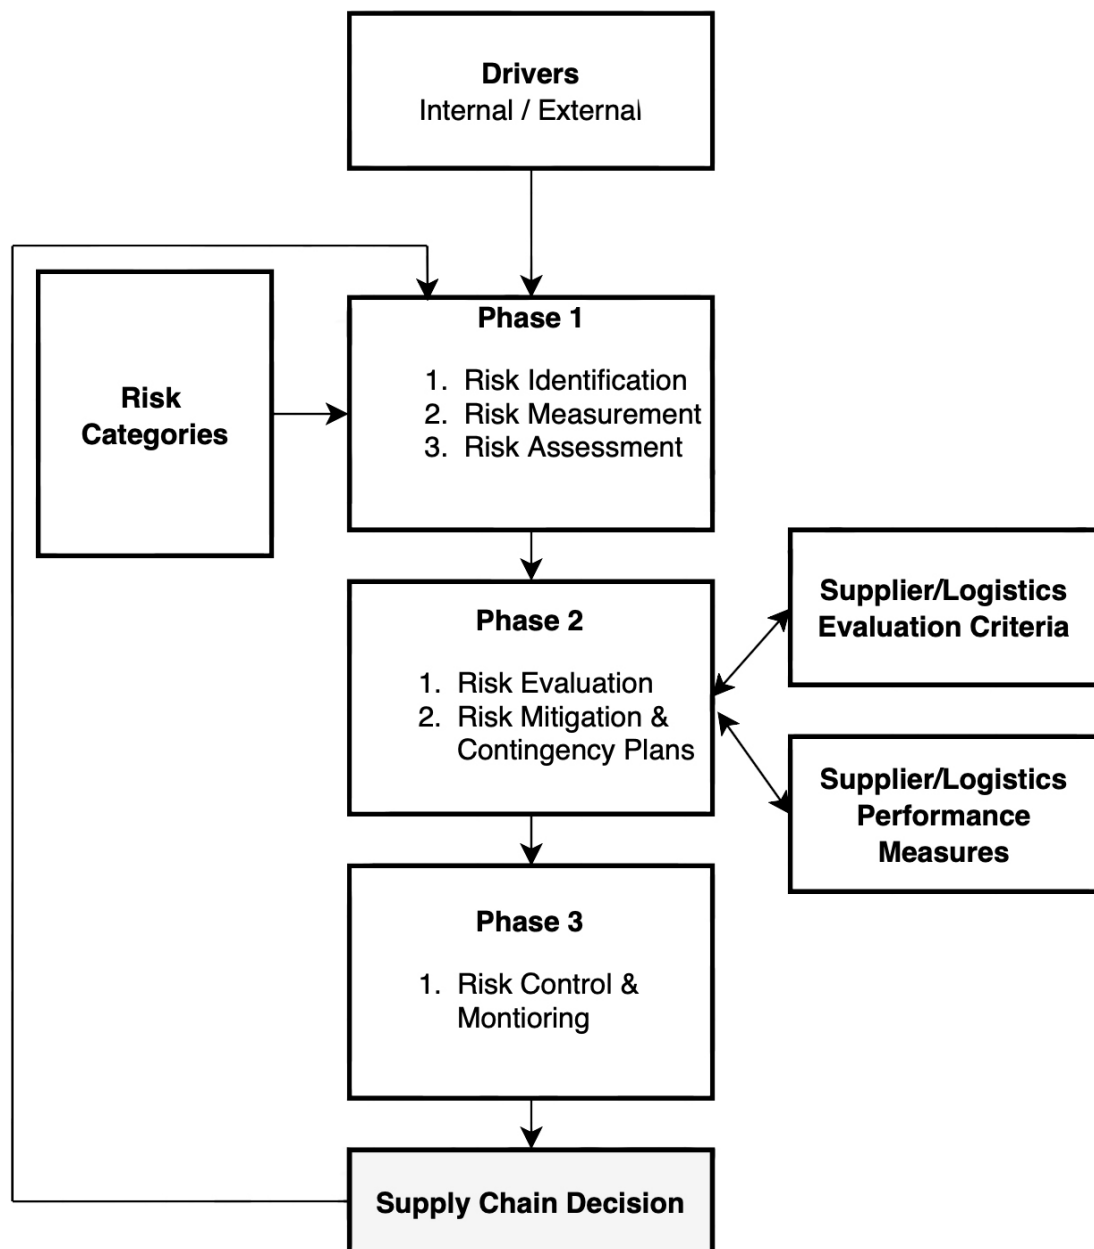 Drivers
Internal / External
Phase 1
1. Risk Identification
2. Risk Measurement
3. Risk Assessment
Risk
Categories
Phase 2
1. Risk Evaluation
2. Risk Mitigation &
Contingency Plans
Supplier/Logistics
Evaluation Criteria
Supplier/Logistics
Performance
Measures
Phase 3
1. Risk Control &
Montioring
Supply Chain Decision